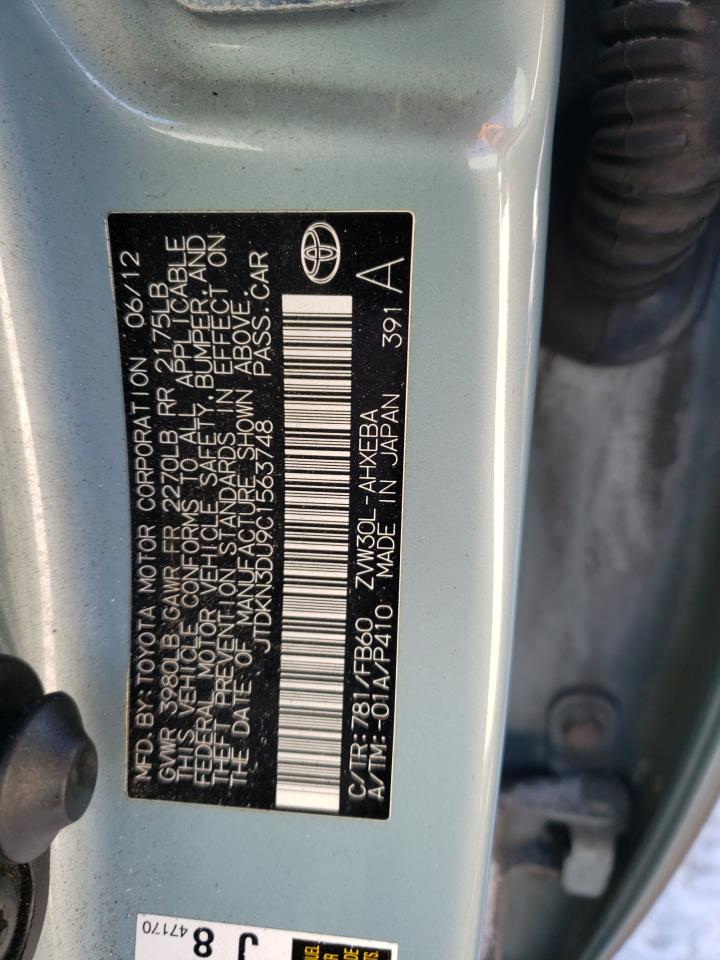 MFD. BY: TOYOTA MOTOR CORPORATION 06/12
GVWR 3980LB GAWR FR 2270LB RR 2175LB
THIS VEHICLE CONFORMS TO ALL APPLICABLE
FEDERAL MOTOR VEHICLE SAFETY, BUMPER, AND
THEFT PREVENTION STANDARDS IN EFFECT ON
THE DATE OF MANUFACTURE SHOWN ABOVE.
JTDKN3DU9C1563748 PASS. CAR
C/TR: 781/FB60 ZVW30L-AHXEBA
A/TM: -01A/P410 MADE IN JAPAN 391 A
47170
J 8